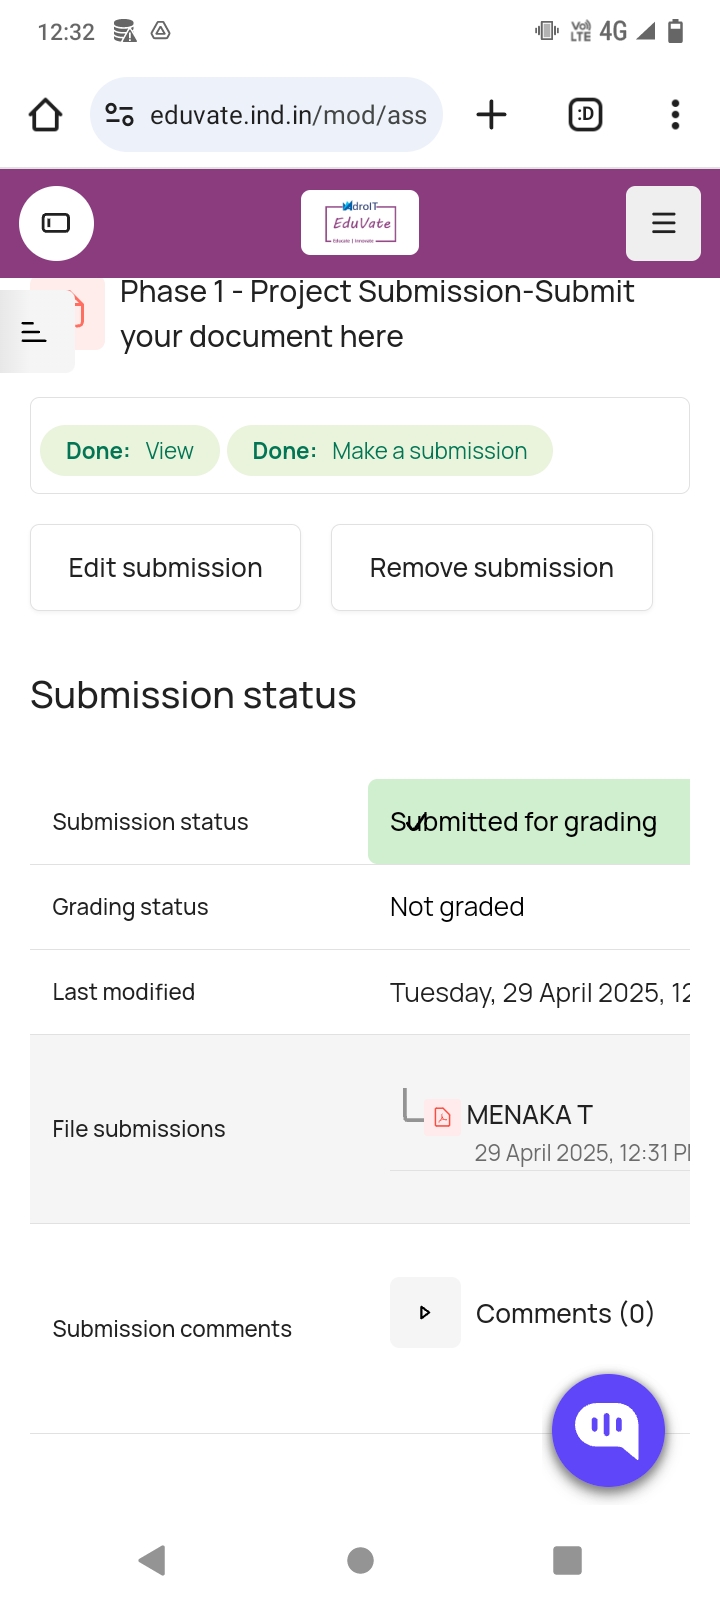 12:32
Vo) LTE 4G
eduvate.ind.in/mod/ass
:D
AdroIT
EduVate
Educate | Innovate
Phase 1 - Project Submission-Submit
your document here
Done: View Done: Make a submission
Edit submission Remove submission
Submission status
Submission status Submitted for grading
Grading status Not graded
Last modified Tuesday, 29 April 2025, 12
File submissions MENAKA T
29 April 2025, 12:31 P
Submission comments Comments (0)